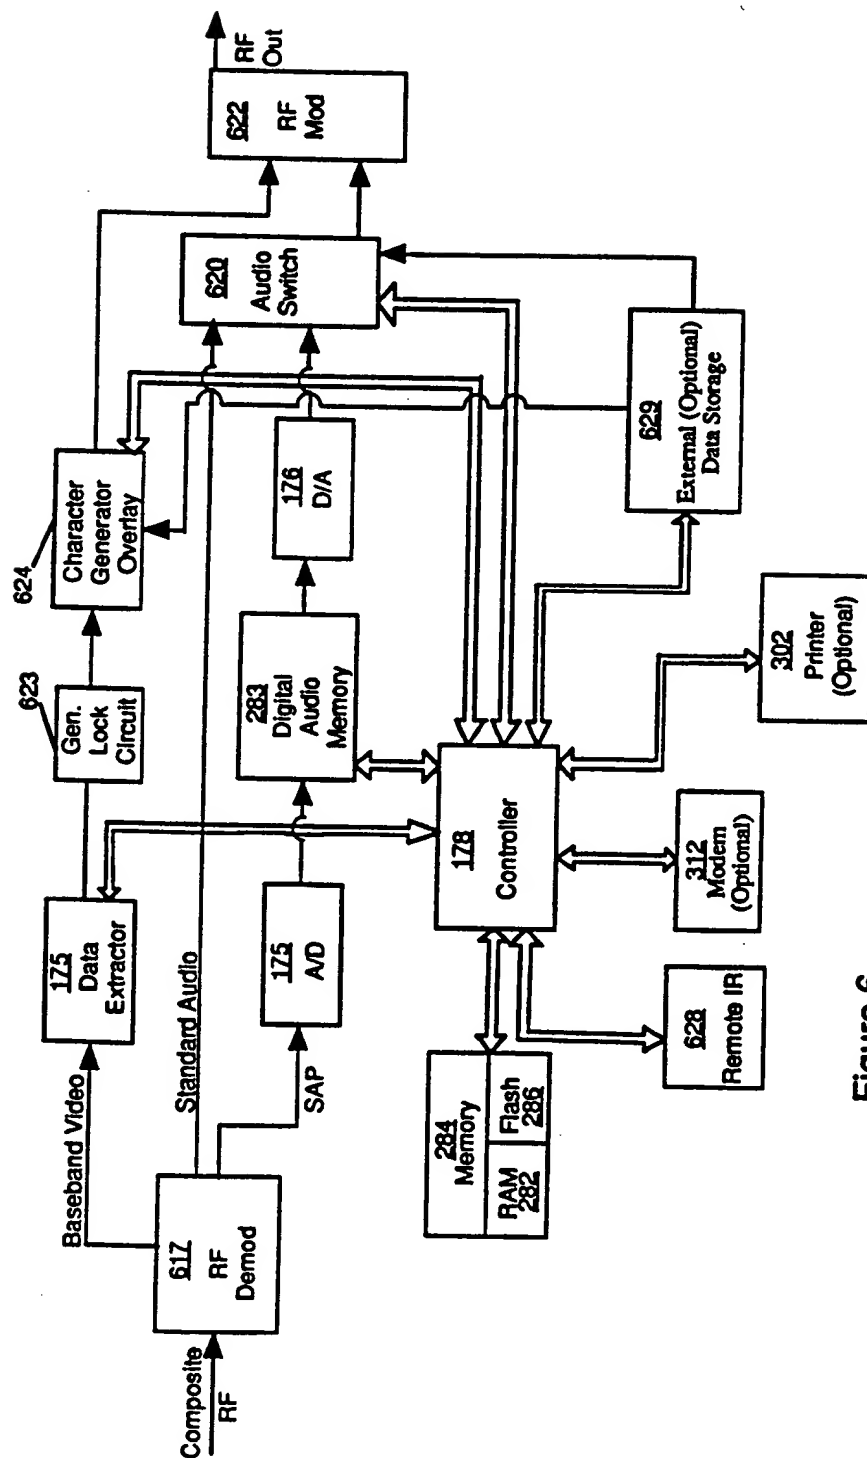 Composite
RF
617
RF
Demod
Baseband Video
Standard Audio
SAP
175
Data
Extractor
175
A/D
623
Gen.
Lock
Circuit
624
Character
Generator
Overlay
283
Digital
Audio
Memory
176
D/A
620
Audio
Switch
622
RF
Mod
RF
Out
284
Memory
RAM
282
Flash
286
178
Controller
628
Remote IR
312
Modem
(Optional)
302
Printer
(Optional)
629
External (Optional)
Data Storage
Figure 6